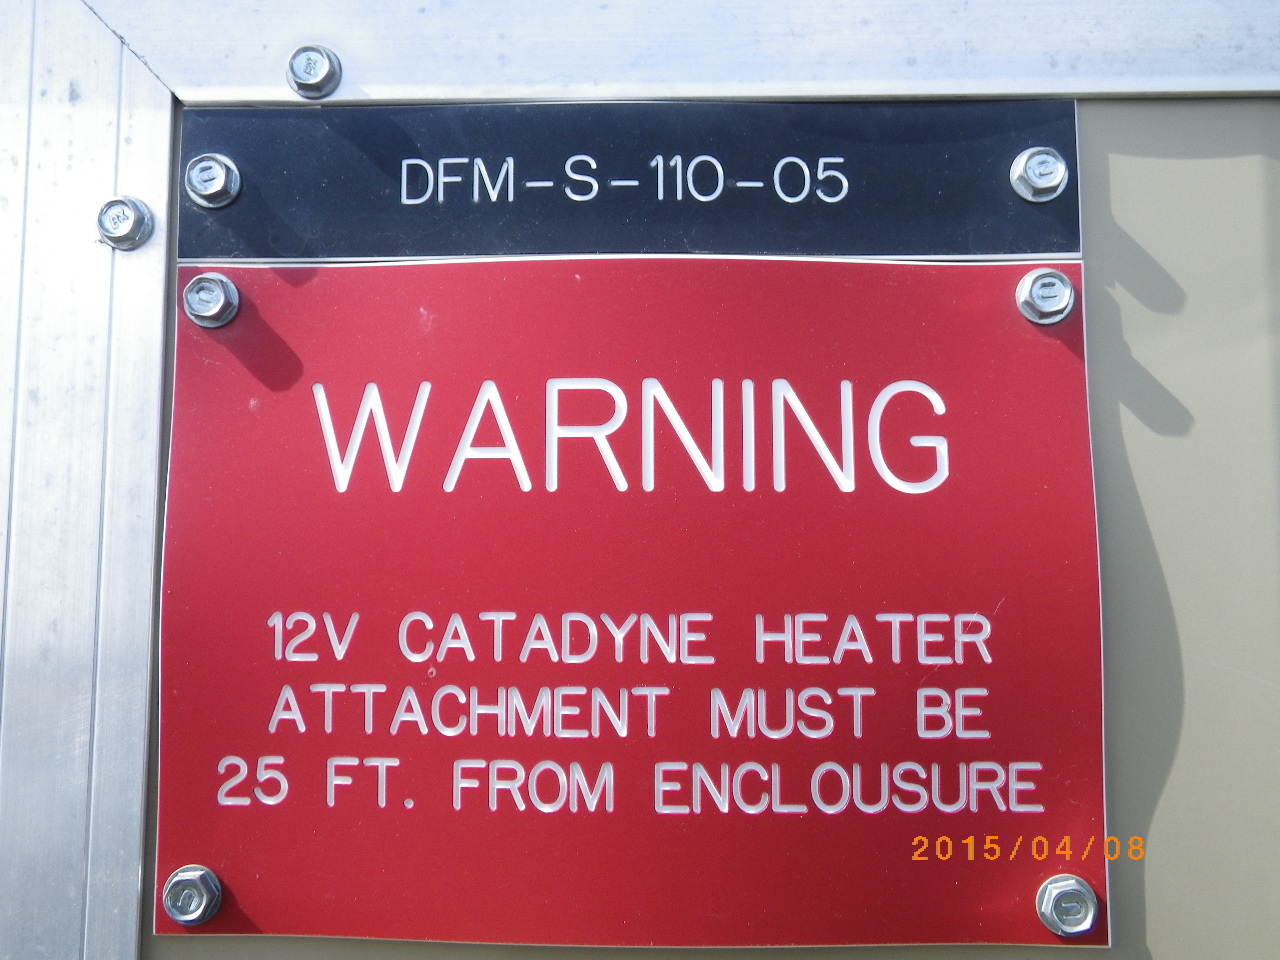 DFM-S-110-05
WARNING
12V CATADYNE HEATER
ATTACHMENT MUST BE
25 FT. FROM ENCLOUSURE
2015/04/08